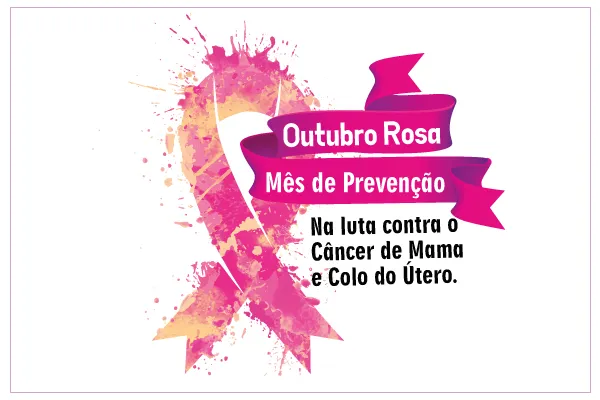 Outubro Rosa
Mês de Prevenção
Na luta contra o
Câncer de Mama
e Colo do Útero.